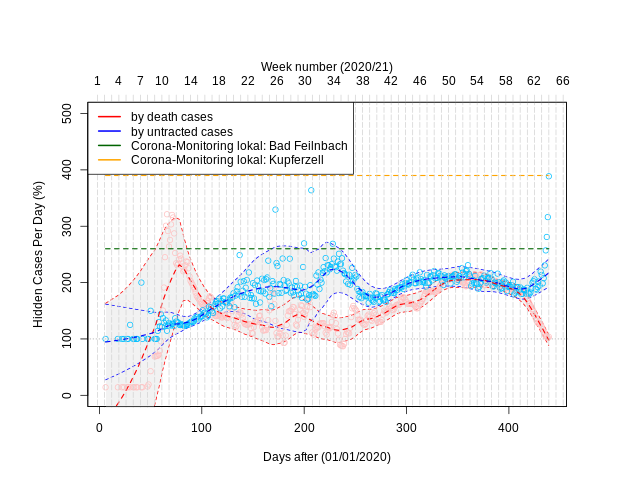 Week number (2020/21)
1 4 7 10 14 18 22 26 30 34 38 42 46 50 54 58 62 66
by death cases
by untracted cases
Corona-Monitoring lokal: Bad Feilnbach
Corona-Monitoring lokal: Kupferzell
500
400
300
200
100
0
Hidden Cases Per Day (%)
0 100 200 300 400
Days after (01/01/2020)